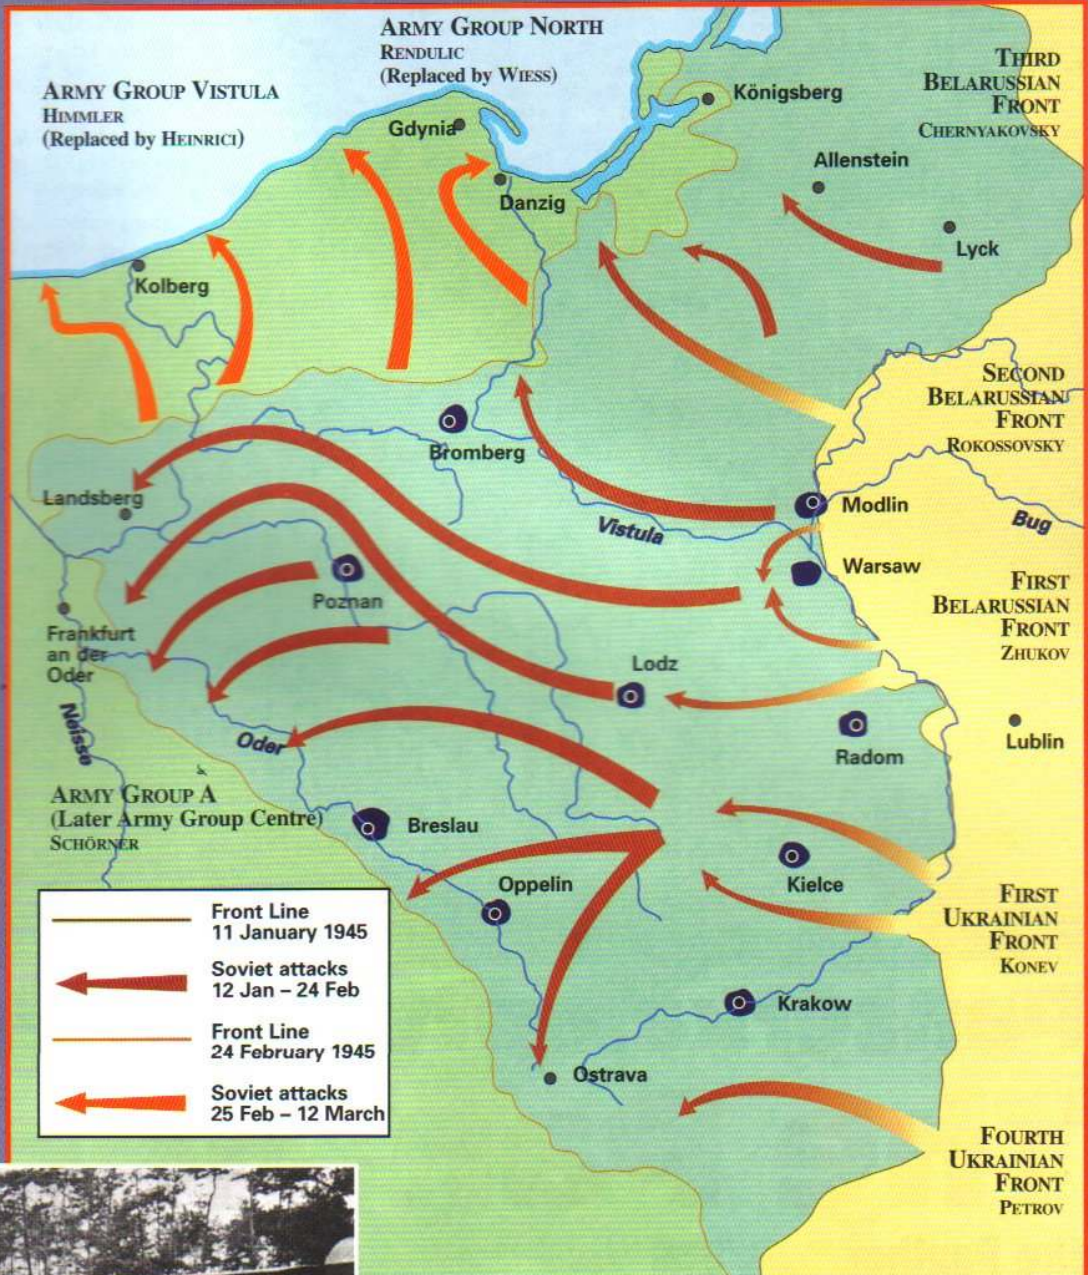 ARMY GROUP NORTH
RENDULIC
(Replaced by WIESS)
ARMY GROUP VISTULA
HIMMLER
(Replaced by HEINRICI)
THIRD
BELARUSSIAN
FRONT
CHERNYAKOVSKY
Königsberg
Gdynia
Allenstein
Danzig
Lyck
Kolberg
SECOND
BELARUSSIAN
FRONT
ROKOSSOVSKY
Bromberg
Landsberg
Modlin
Vistula
Bug
Warsaw
FIRST
BELARUSSIAN
FRONT
ZHUKOV
Poznan
Frankfurt
an der
Oder
Lodz
Neisse
Oder
Radom
Lublin
ARMY GROUP A
(Later Army Group Centre)
SCHÖRNER
Breslau
Oppelin
Kielce
FIRST
UKRAINIAN
FRONT
KONEV
Krakow
Ostrava
FOURTH
UKRAINIAN
FRONT
PETROV
Front Line
11 January 1945
Soviet attacks
12 Jan – 24 Feb
Front Line
24 February 1945
Soviet attacks
25 Feb – 12 March